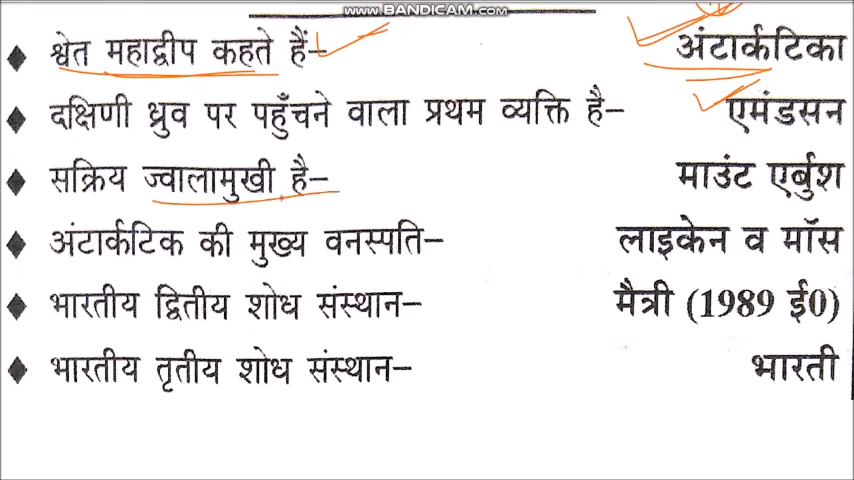 WWW.BANDICAM.COM
♦ श्वेत महाद्वीप कहते हैं– अंटार्कटिका
♦ दक्षिणी ध्रुव पर पहुँचने वाला प्रथम व्यक्ति है– एमंडसन
♦ सक्रिय ज्वालामुखी है– माउंट एर्बुश
♦ अंटार्कटिक की मुख्य वनस्पति– लाइकेन व मॉस
♦ भारतीय द्वितीय शोध संस्थान– मैत्री (1989 ई0)
♦ भारतीय तृतीय शोध संस्थान– भारती